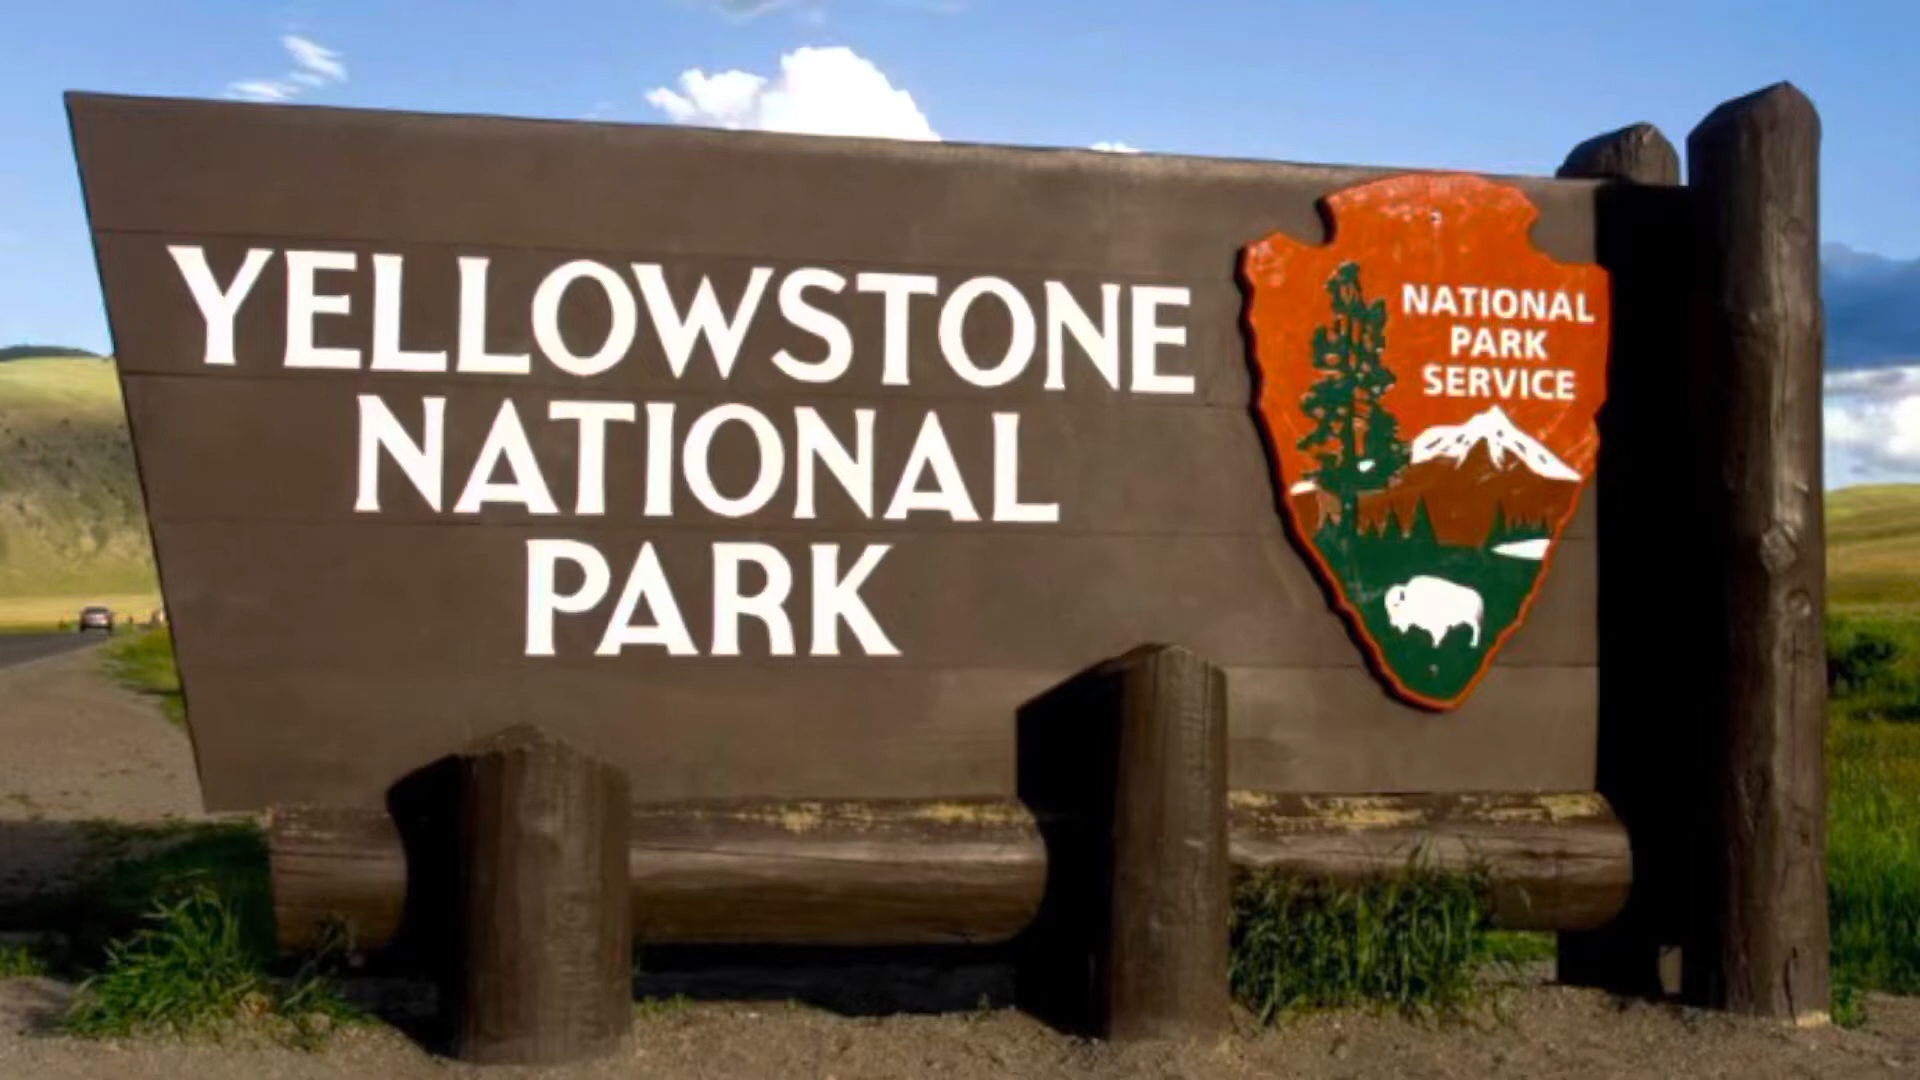 YELLOWSTONE
NATIONAL
PARK
NATIONAL
PARK
SERVICE